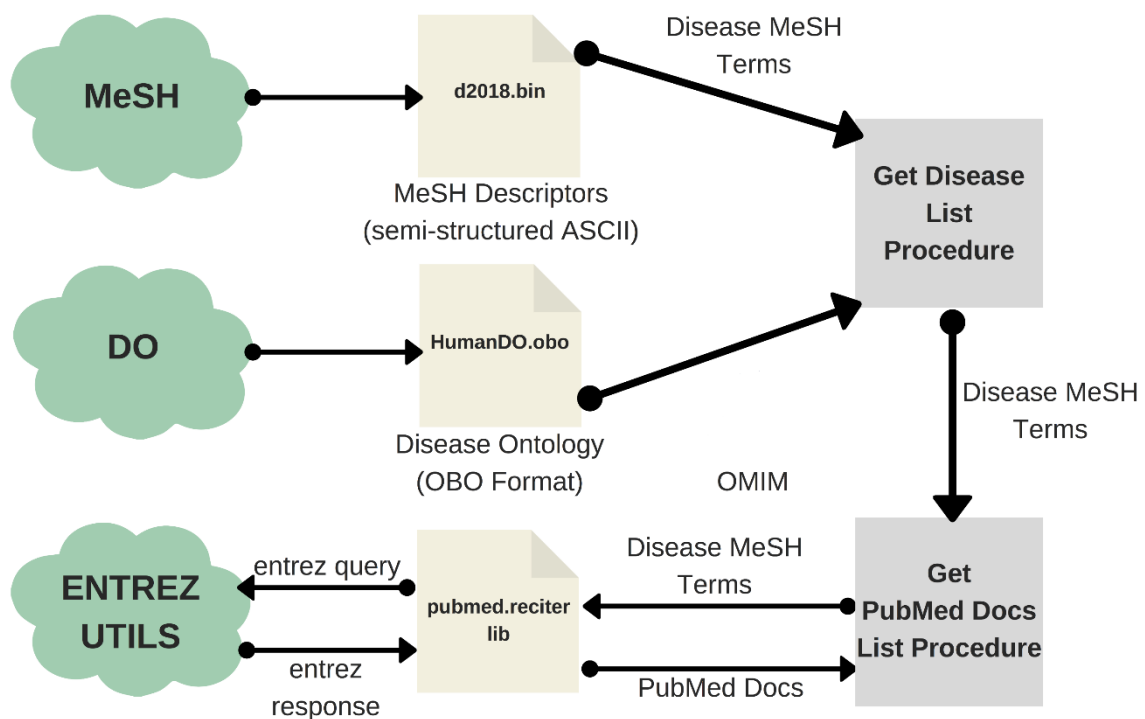 Disease MeSH
Terms
MeSH
d2018.bin
MeSH Descriptors
(semi-structured ASCII)
Get Disease
List
Procedure
DO
HumanDO.obo
Disease Ontology
(OBO Format)
Disease MeSH
Terms
OMIM
ENTREZ
UTILS
entrez query
entrez
response
pubmed.reciter
lib
Disease MeSH
Terms
PubMed Docs
Get
PubMed Docs
List Procedure